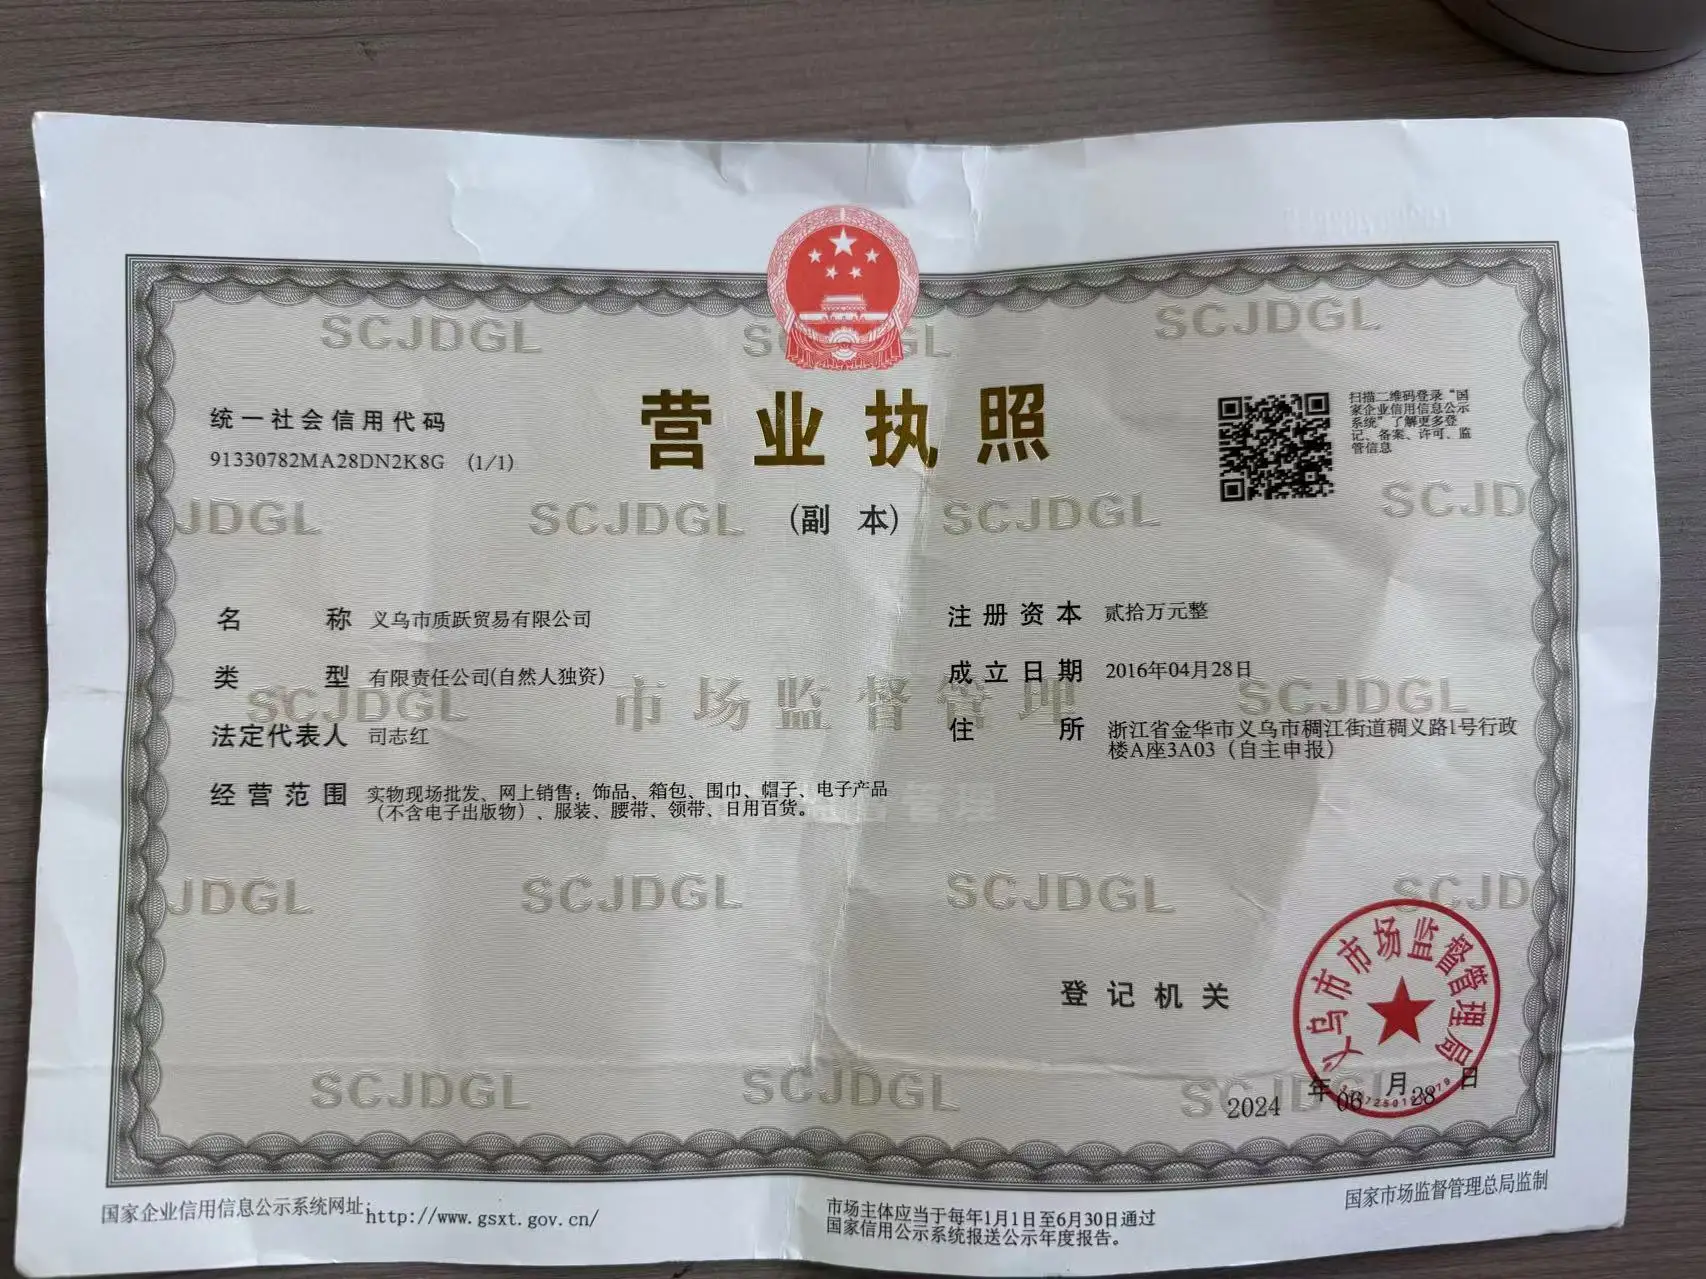 SCJDGL
SCJDGL
SCJDGL
营业执照
(副 本)
统一社会信用代码
91330782MA28DN2K8G (1/1)
扫描二维码登录“国
家企业信用信息公示
系统”了解更多登
记、备案、许可、监
管信息
JDGL
SCJDGL
SCJDGL
SCJD
名 称 义乌市质跃贸易有限公司
类 型 有限责任公司(自然人独资)
法定代表人 司志红
经营范围 实物现场批发、网上销售：饰品、箱包、围巾、帽子、电子产品
(不含电子出版物)、服装、腰带、领带、日用百货。
注册资本 贰拾万元整
成立日期 2016年04月28日
住 所 浙江省金华市义乌市稠江街道稠义路1号行政
楼A座3A03（自主申报）
SCJDGL
市场监督管理
SCJDGL
JDGL
SCJDGL
SCJDGL
SCJD
登记机关
义乌市市场监督管理局
2024 年 06 月 28 日
SCJDGL
SCJDGL
SCJDGL
国家企业信用信息公示系统网址：http://www.gsxt.gov.cn/
市场主体应当于每年1月1日至6月30日通过
国家信用公示系统报送公示年度报告。
国家市场监督管理总局监制